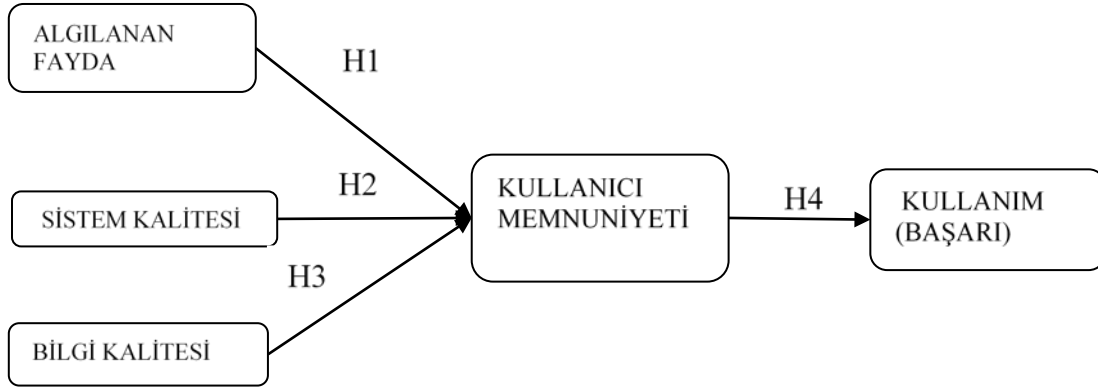 ALGILANAN
FAYDA
H1
SİSTEM KALİTESİ
H2
H3
BİLGİ KALİTESİ
KULLANICI
MEMNUNİYETİ
H4
KULLANIM
(BAŞARI)